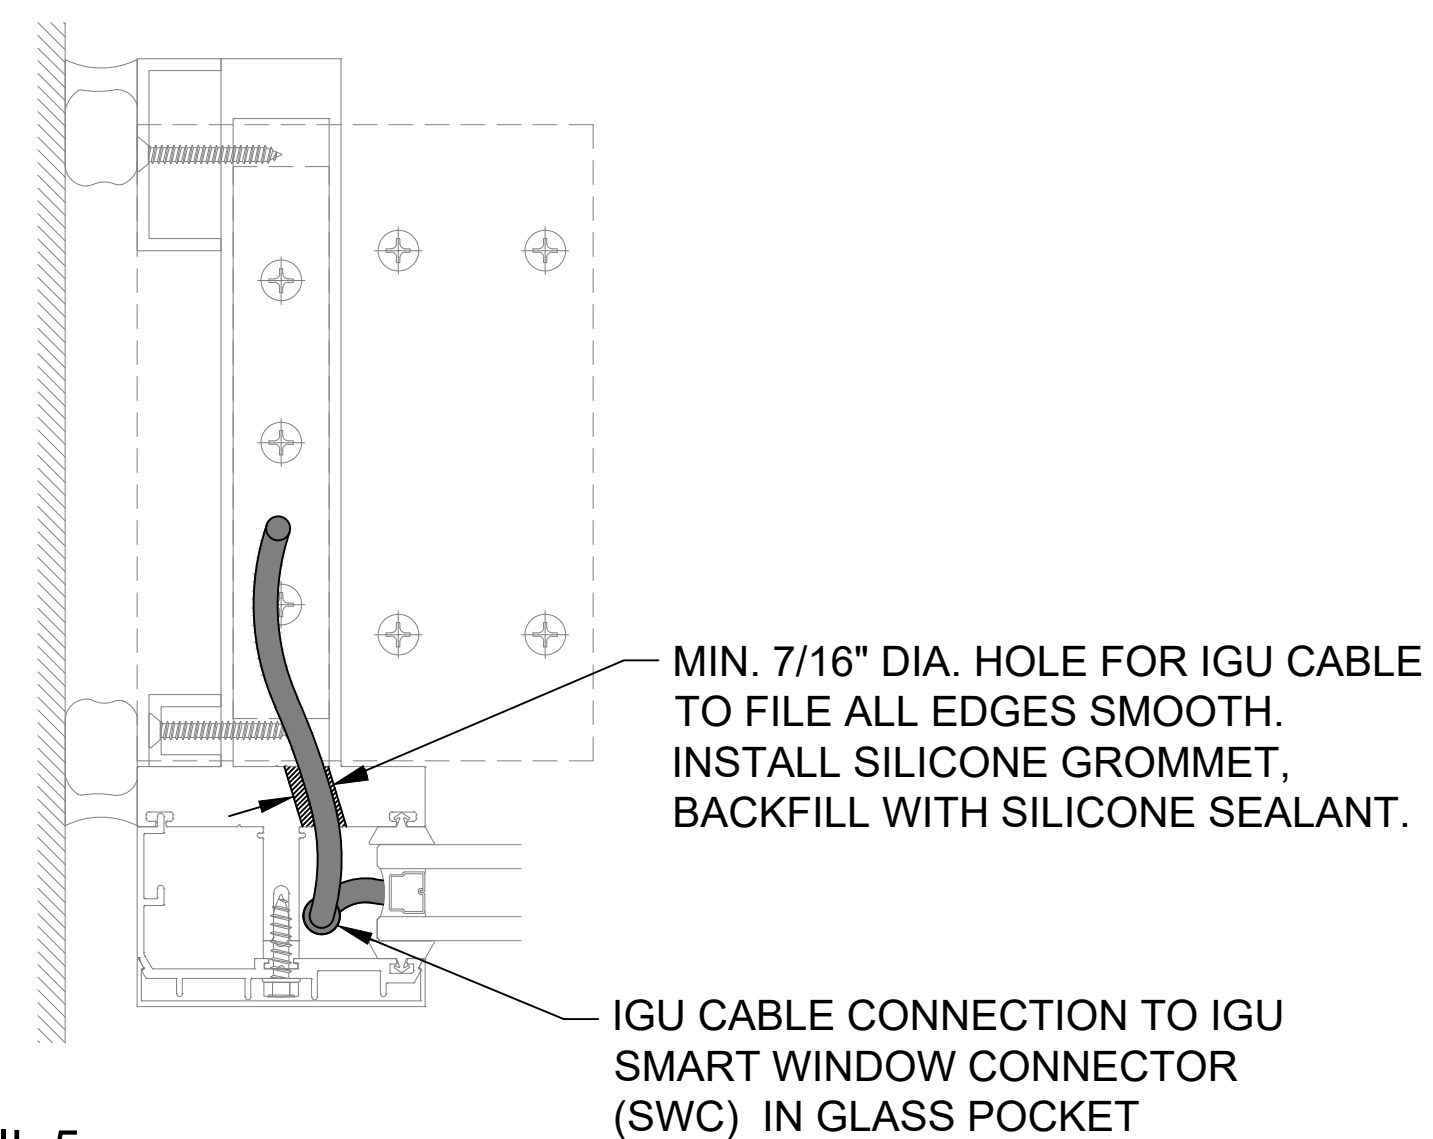 MIN. 7/16" DIA. HOLE FOR IGU CABLE
TO FILE ALL EDGES SMOOTH.
INSTALL SILICONE GROMMET,
BACKFILL WITH SILICONE SEALANT.
IGU CABLE CONNECTION TO IGU
SMART WINDOW CONNECTOR
(SWC) IN GLASS POCKET